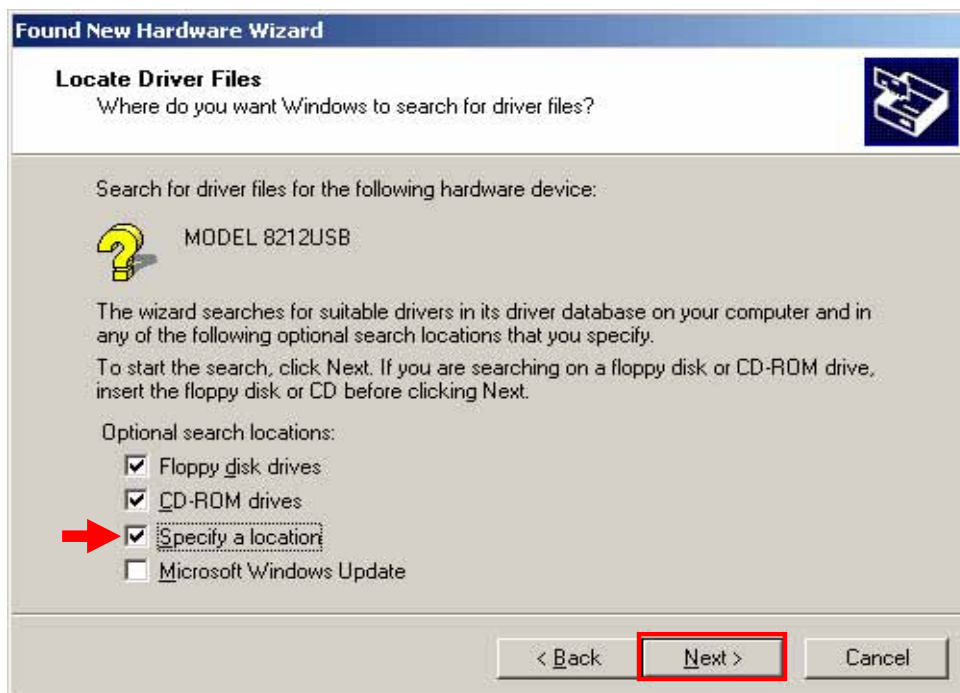 Found New Hardware Wizard
Locate Driver Files
Where do you want Windows to search for driver files?
Search for driver files for the following hardware device:
MODEL 8212USB
The wizard searches for suitable drivers in its driver database on your computer and in
any of the following optional search locations that you specify.
To start the search, click Next. If you are searching on a floppy disk or CD-ROM drive,
insert the floppy disk or CD before clicking Next.
Optional search locations:
Floppy disk drives
CD-ROM drives
Specify a location
Microsoft Windows Update
< Back Next > Cancel